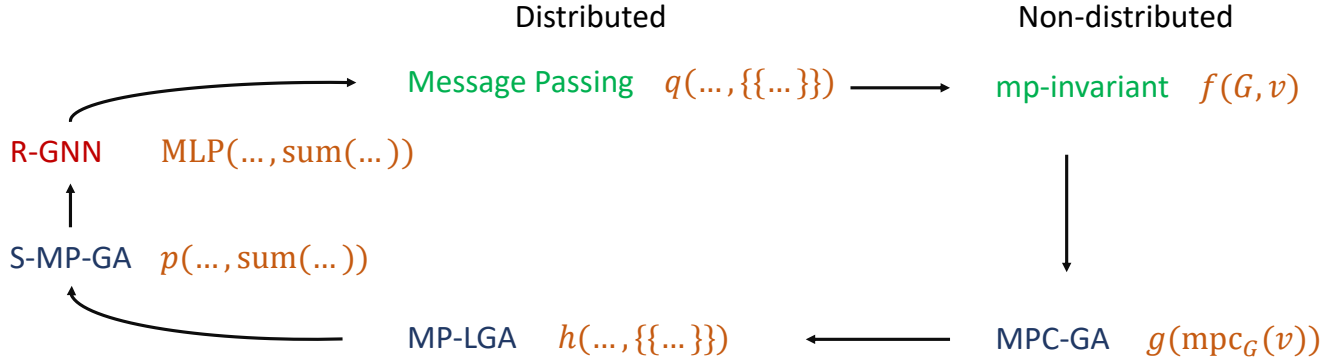 Distributed Non-distributed
Message Passing q(…,{{…}}) mp-invariant f(G,v)
R-GNN MLP(…,sum(…))
S-MP-GA p(…,sum(…))
MP-LGA h(…,{{…}}) MPC-GA g(mpc_G(v))